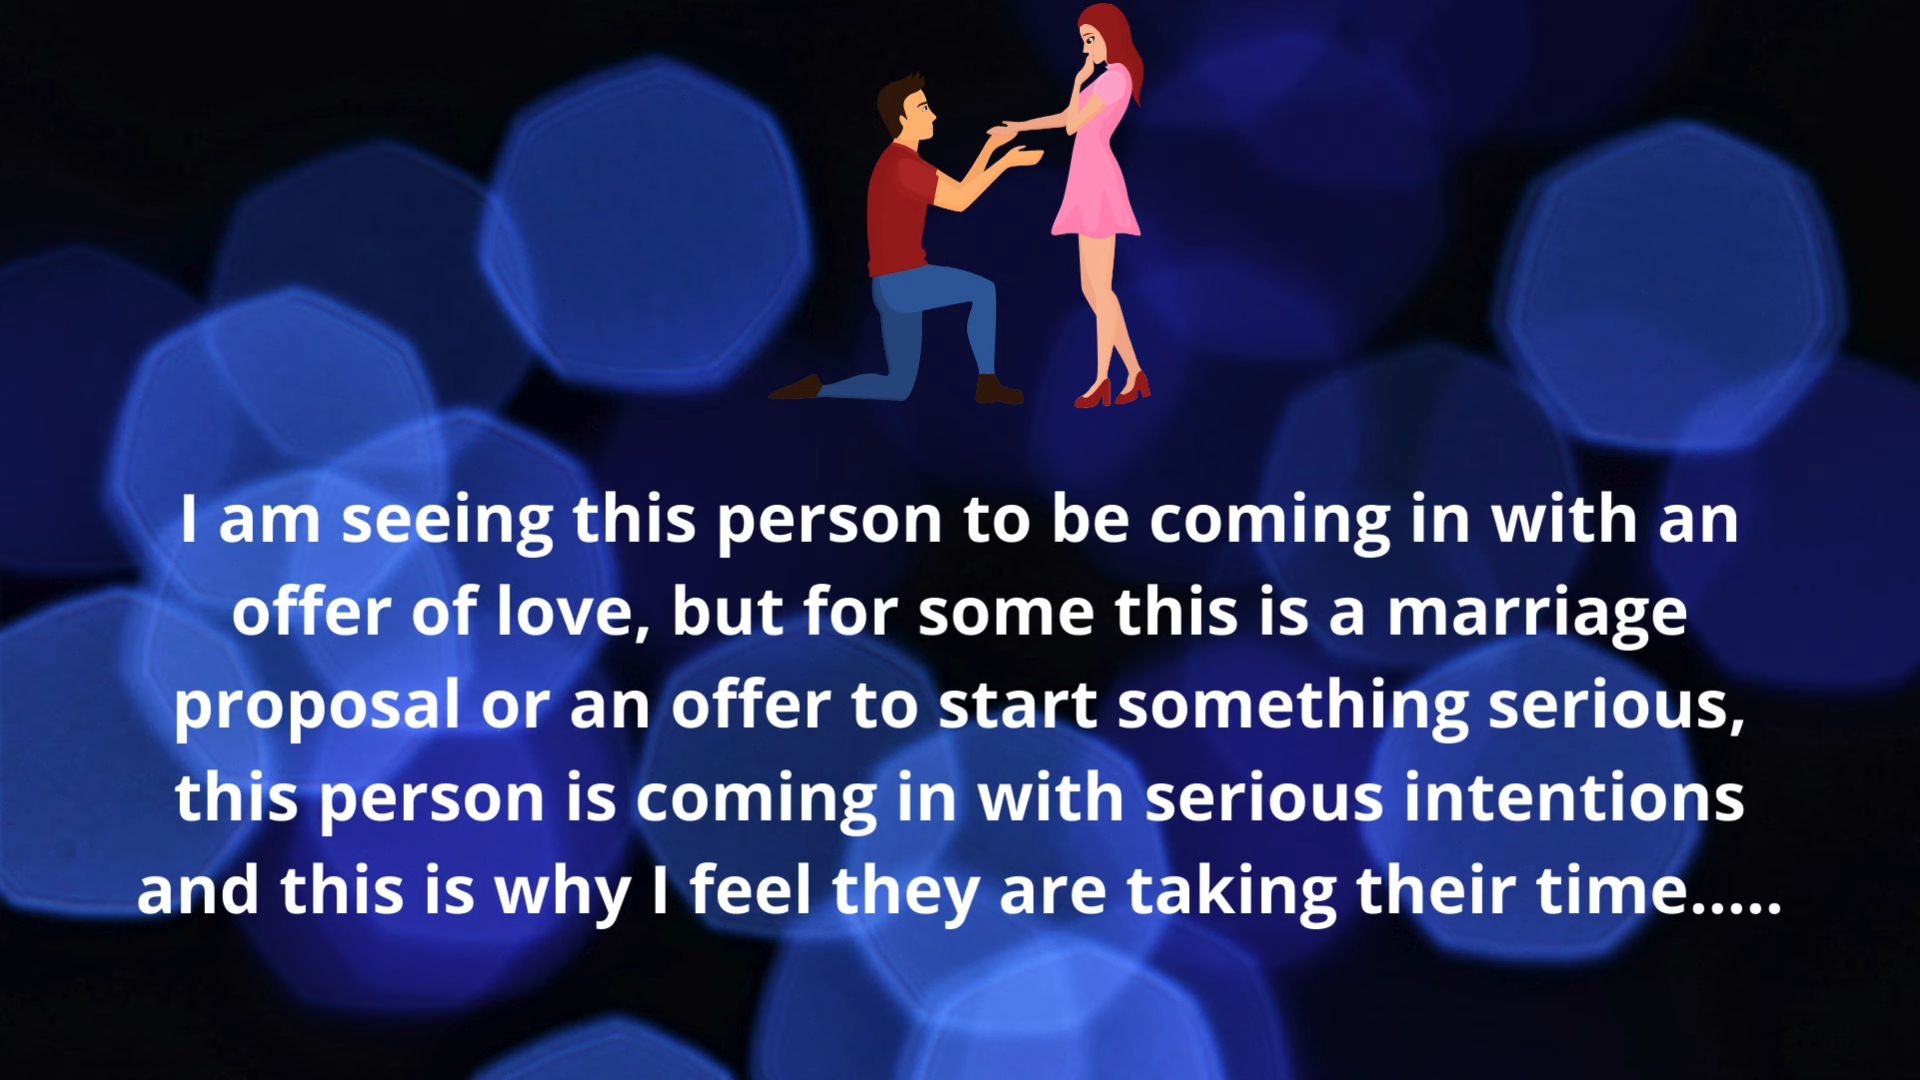 I am seeing this person to be coming in with an
offer of love, but for some this is a marriage
proposal or an offer to start something serious,
this person is coming in with serious intentions
and this is why I feel they are taking their time.....